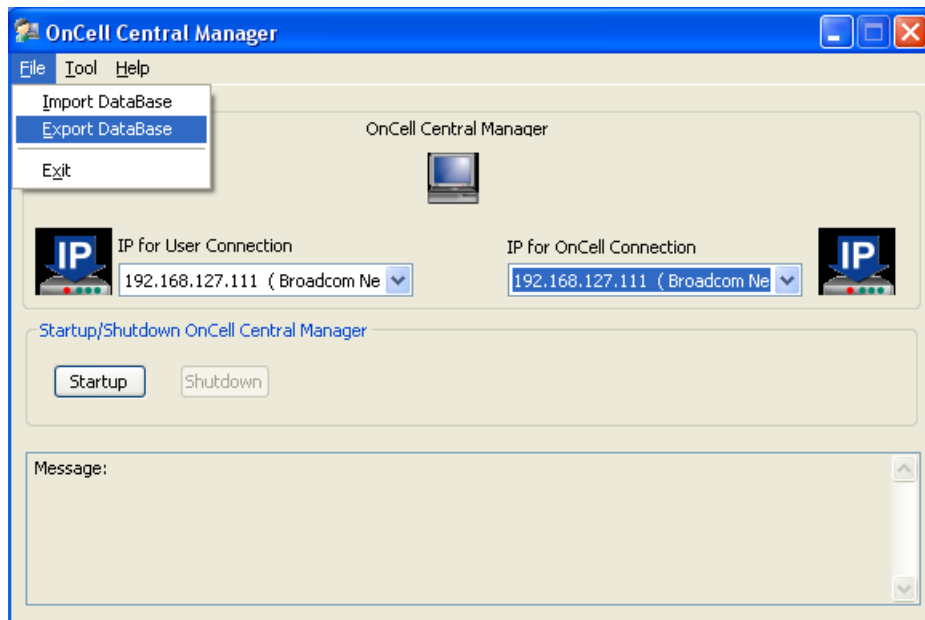 OnCell Central Manager
File Tool Help
Import DataBase
Export DataBase
Exit
OnCell Central Manager
IP
IP for User Connection
192.168.127.111 ( Broadcom Ne
IP for OnCell Connection
192.168.127.111 ( Broadcom Ne
IP
Startup/Shutdown OnCell Central Manager
Startup Shutdown
Message: